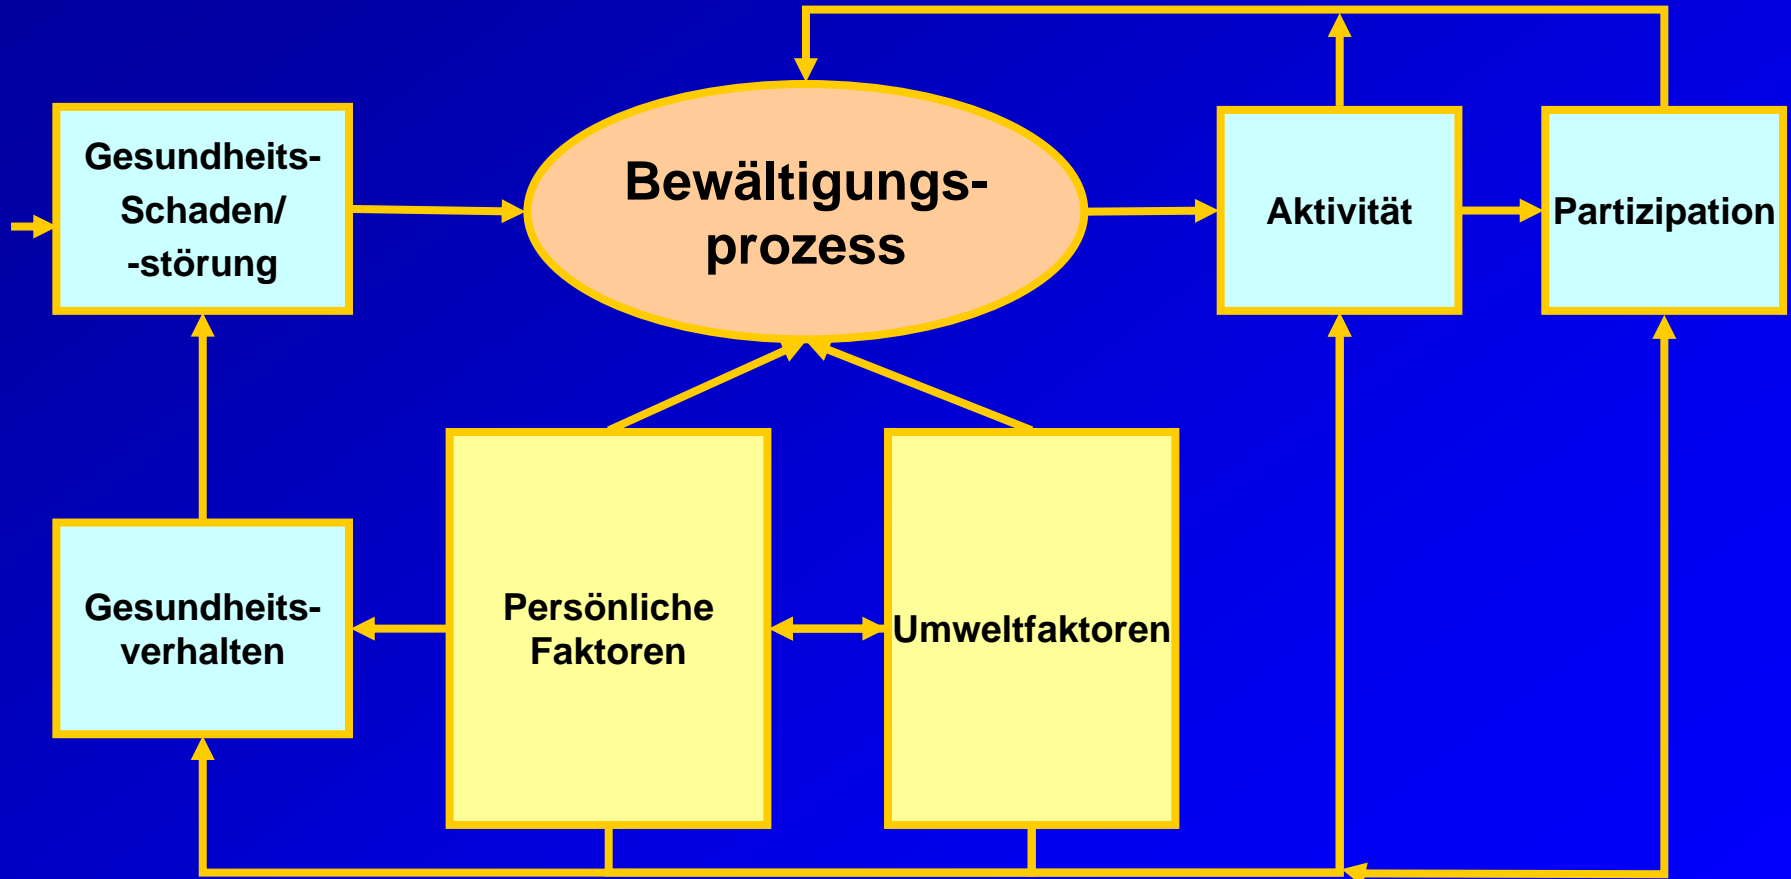 Gesundheits-
Schaden/
-störung
Bewältigungs-
prozess
Aktivität
Partizipation
Gesundheits-
verhalten
Persönliche
Faktoren
Umweltfaktoren